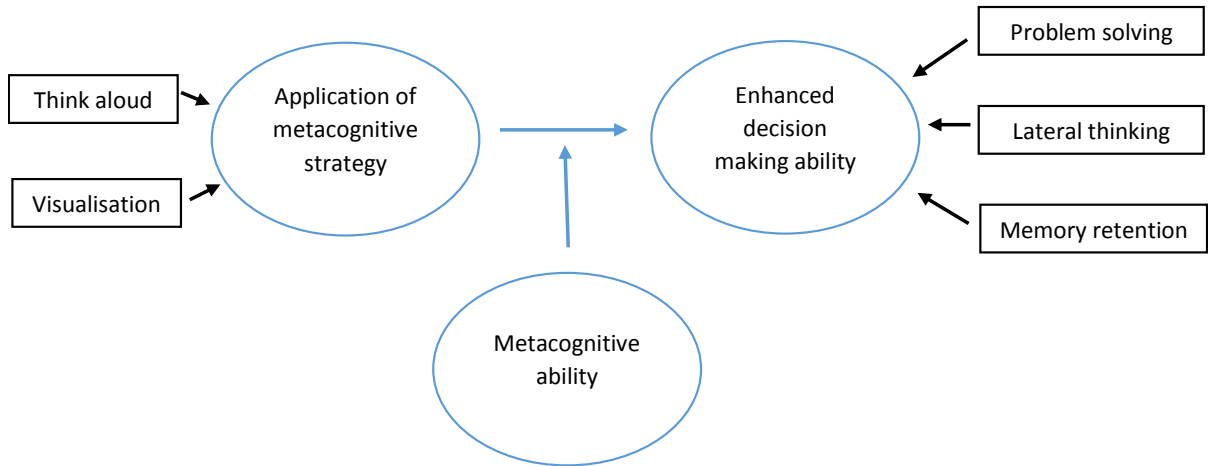 Think aloud
Visualisation
Application of
metacognitive
strategy
Enhanced
decision
making ability
Problem solving
Lateral thinking
Memory retention
Metacognitive
ability